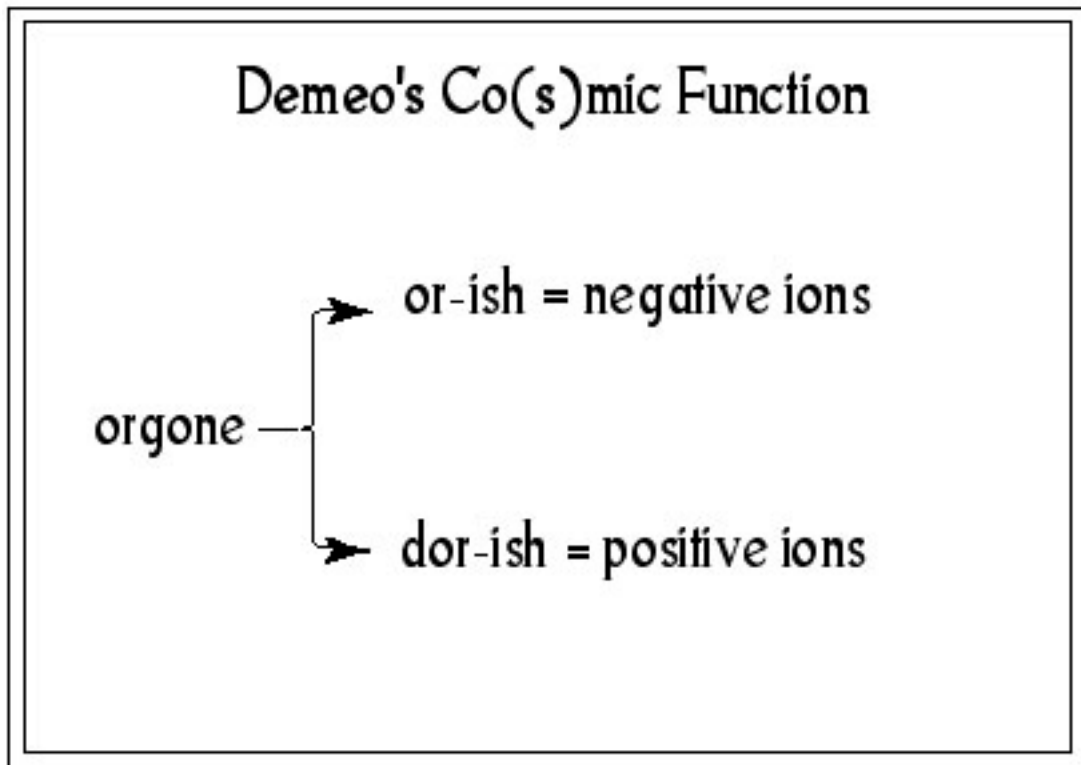 Demeo's Co(s)mic Function
or-ish = negative ions
orgone
dor-ish = positive ions